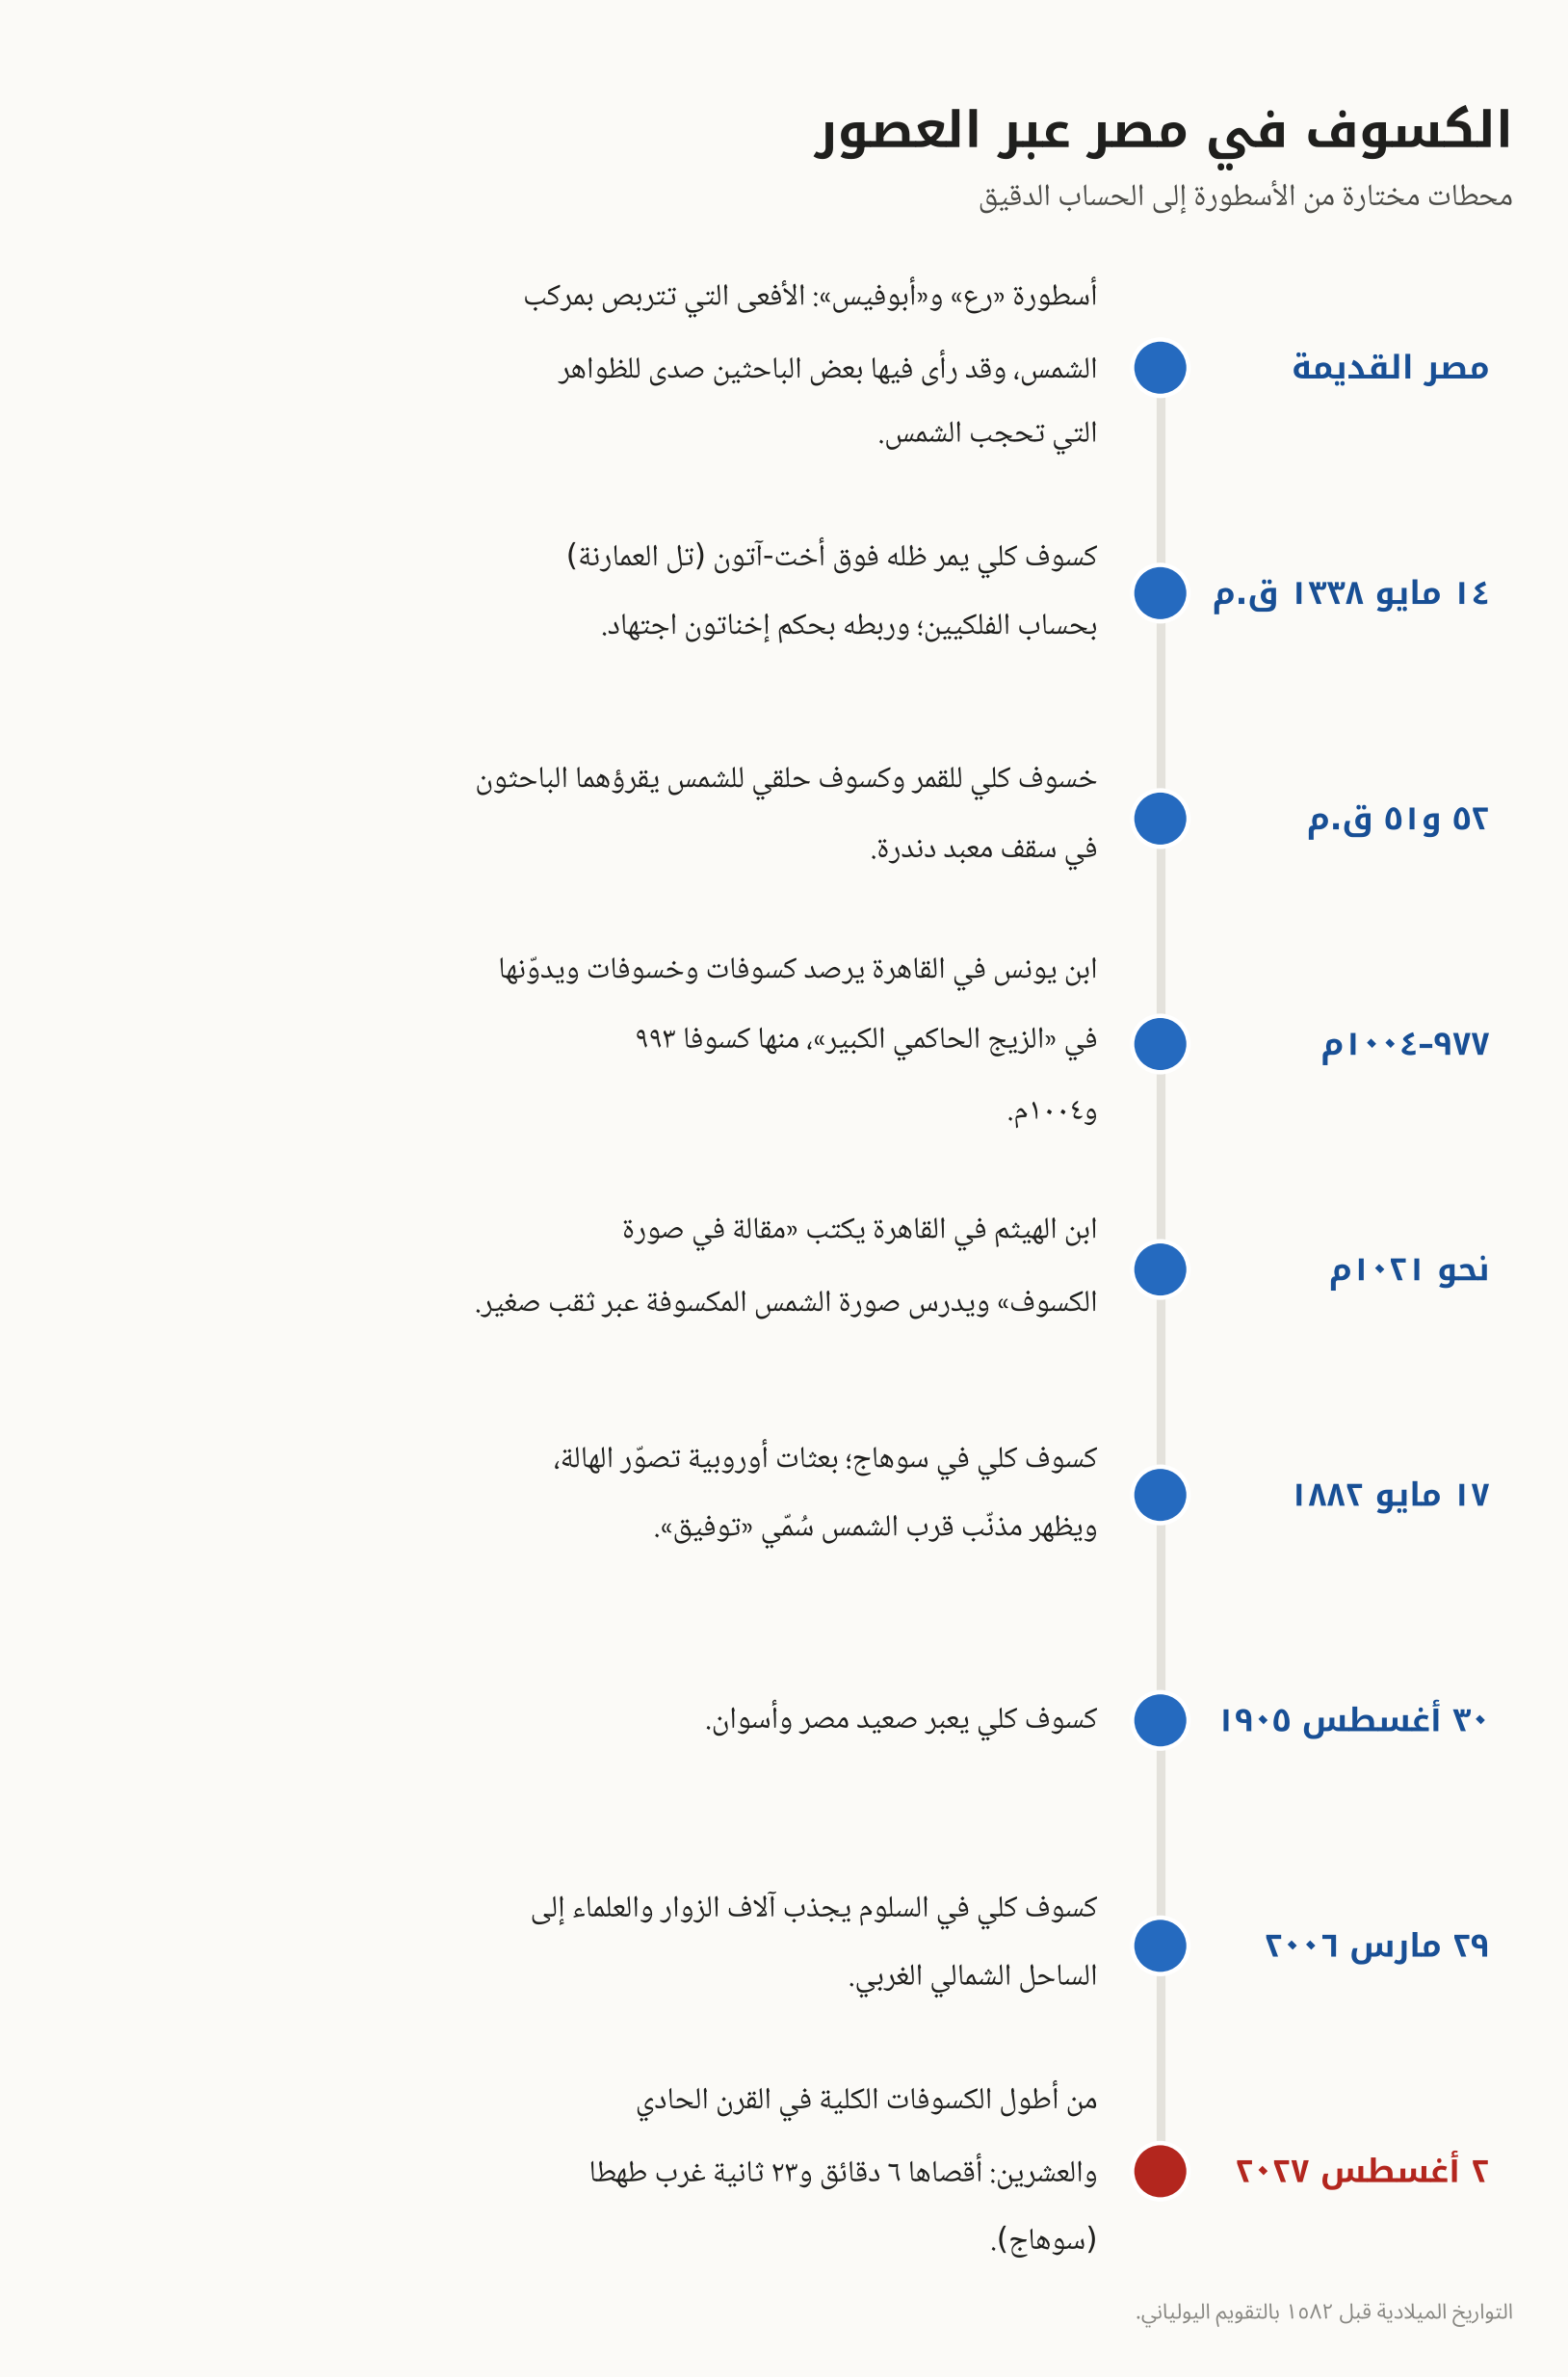 الكسوف في مصر عبر العصور
محطات مختارة من الأسطورة إلى الحساب الدقيق
مصر القديمة
أسطورة «رع» و«أبوفيس»: الأفعى التي تتربص بمركب
الشمس، وقد رأى فيها بعض الباحثين صدى للظواهر
التي تحجب الشمس.
١٤ مايو ١٣٣٨ ق.م
كسوف كلي يمر ظله فوق أخت-آتون (تل العمارنة)
بحساب الفلكيين؛ وربطه بحكم إخناتون اجتهاد.
٥٢ و٥١ ق.م
خسوف كلي للقمر وكسوف حلقي للشمس يقرؤهما الباحثون
في سقف معبد دندرة.
٩٧٧–١٠٠٤م
ابن يونس في القاهرة يرصد كسوفات وخسوفات ويدوّنها
في «الزيج الحاكمي الكبير»، منها كسوفا ٩٩٣
و١٠٠٤م.
نحو ١٠٢١م
ابن الهيثم في القاهرة يكتب «مقالة في صورة
الكسوف» ويدرس صورة الشمس المكسوفة عبر ثقب صغير.
١٧ مايو ١٨٨٢
كسوف كلي في سوهاج؛ بعثات أوروبية تصوّر الهالة،
ويظهر مذنّب قرب الشمس سُمّي «توفيق».
٣٠ أغسطس ١٩٠٥
كسوف كلي يعبر صعيد مصر وأسوان.
٢٩ مارس ٢٠٠٦
كسوف كلي في السلوم يجذب آلاف الزوار والعلماء إلى
الساحل الشمالي الغربي.
٢ أغسطس ٢٠٢٧
من أطول الكسوفات الكلية في القرن الحادي
والعشرين: أقصاها ٦ دقائق و٢٣ ثانية غرب طهطا
(سوهاج).
التواريخ الميلادية قبل ١٥٨٢ بالتقويم اليولياني.